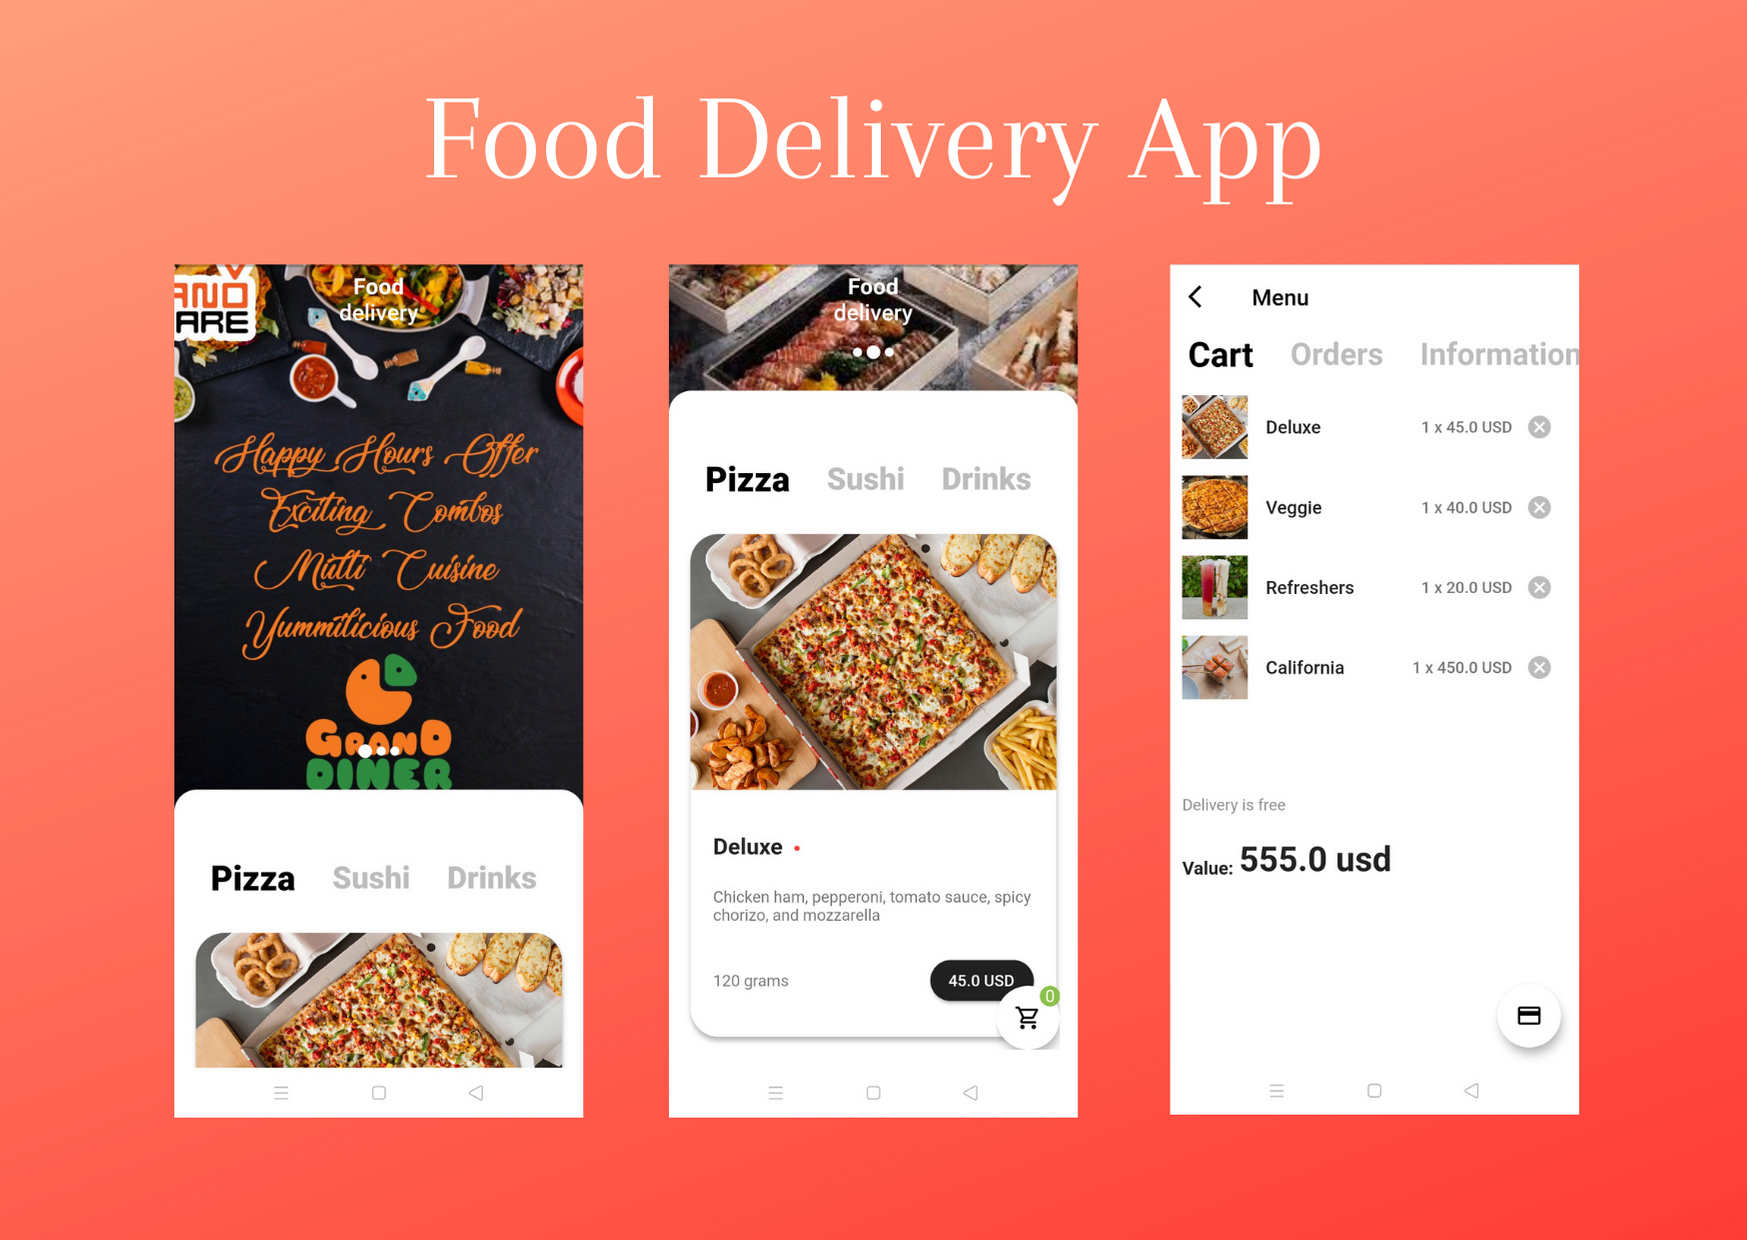 Food Delivery App
AND
ARE
Food
delivery
Happy Hours Offer
Exciting Combos
Multi Cuisine
Yummilicious Food
GRAND
DINER
Pizza Sushi Drinks
Food
delivery
Pizza Sushi Drinks
Deluxe
Chicken ham, pepperoni, tomato sauce, spicy
chorizo, and mozzarella
120 grams 45.0 USD
0
Menu
Cart Orders Information
Deluxe 1 x 45.0 USD
Veggie 1 x 40.0 USD
Refreshers 1 x 20.0 USD
California 1 x 450.0 USD
Delivery is free
Value: 555.0 usd